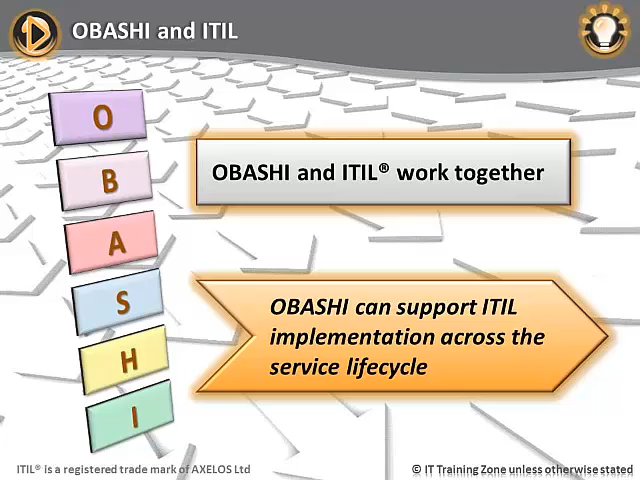 OBASHI and ITIL
O
B
A
S
H
I
OBASHI and ITIL® work together
OBASHI can support ITIL
implementation across the
service lifecycle
ITIL® is a registered trade mark of AXELOS Ltd
© IT Training Zone unless otherwise stated